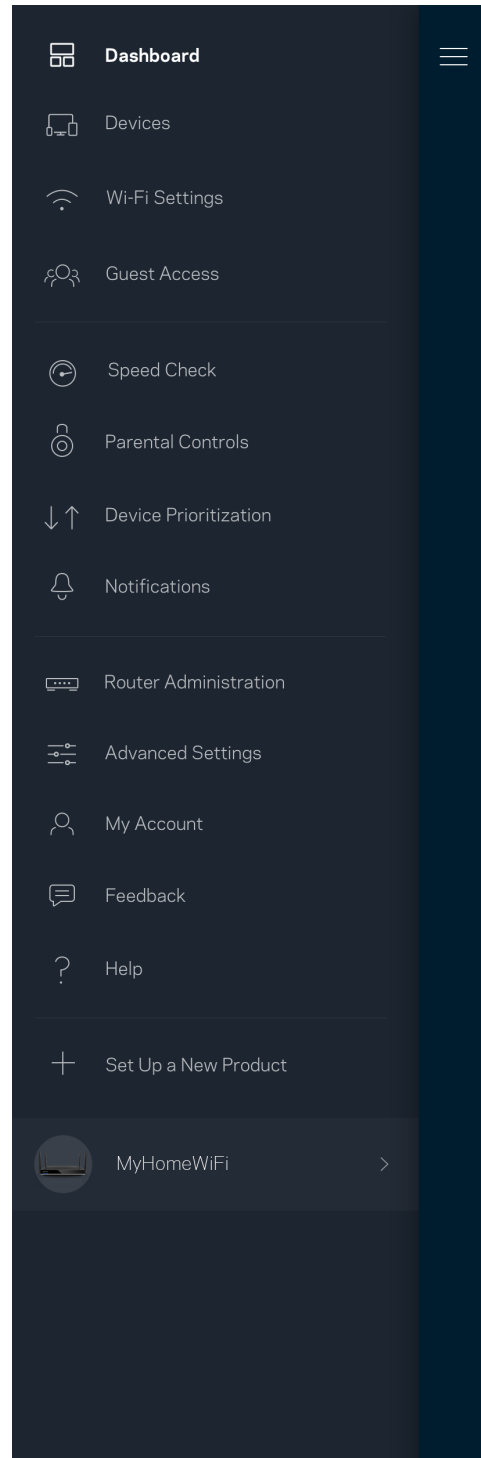 Dashboard
Devices
Wi-Fi Settings
Guest Access
Speed Check
Parental Controls
Device Prioritization
Notifications
Router Administration
Advanced Settings
My Account
Feedback
Help
Set Up a New Product
MyHomeWiFi